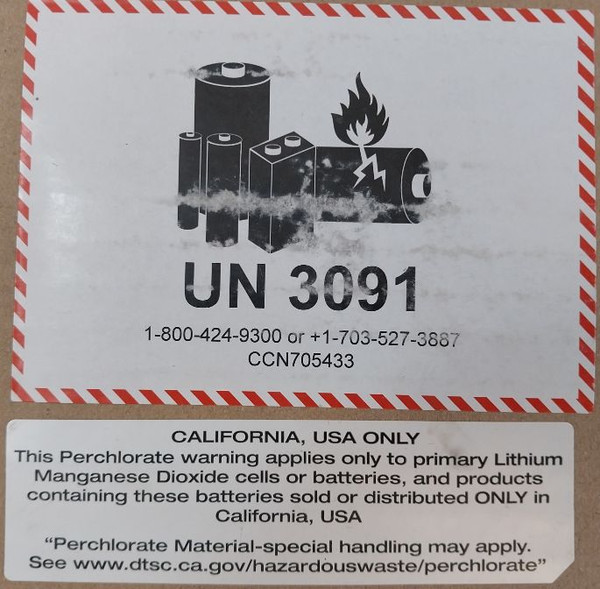 UN 3091
1-800-424-9300 or +1-703-527-3887
CCN705433
CALIFORNIA, USA ONLY
This Perchlorate warning applies only to primary Lithium
Manganese Dioxide cells or batteries, and products
containing these batteries sold or distributed ONLY in
California, USA
“Perchlorate Material-special handling may apply.
See www.dtsc.ca.gov/hazardouswaste/perchlorate”